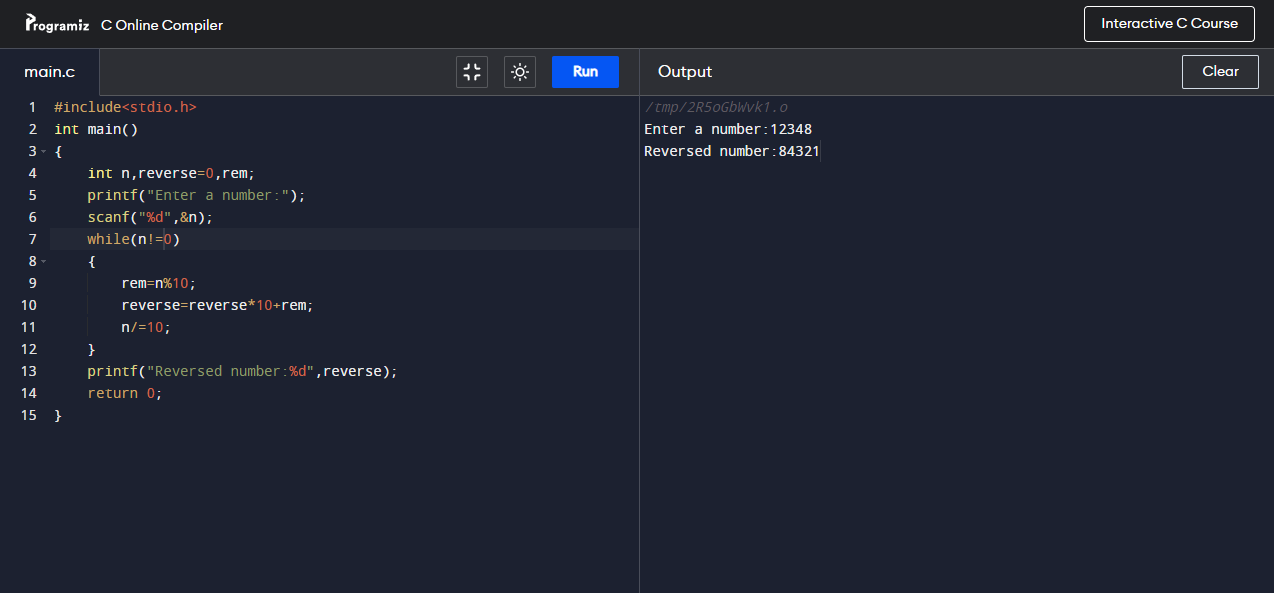 Programiz C Online Compiler Interactive C Course
main.c Run Output Clear
1 #include<stdio.h>
2 int main()
3 {
4 int n,reverse=0,rem;
5 printf("Enter a number:");
6 scanf("%d",&n);
7 while(n!=0)
8 {
9 rem=n%10;
10 reverse=reverse*10+rem;
11 n/=10;
12 }
13 printf("Reversed number:%d",reverse);
14 return 0;
15 }
/tmp/2R5oGbWvk1.o
Enter a number:12348
Reversed number:84321